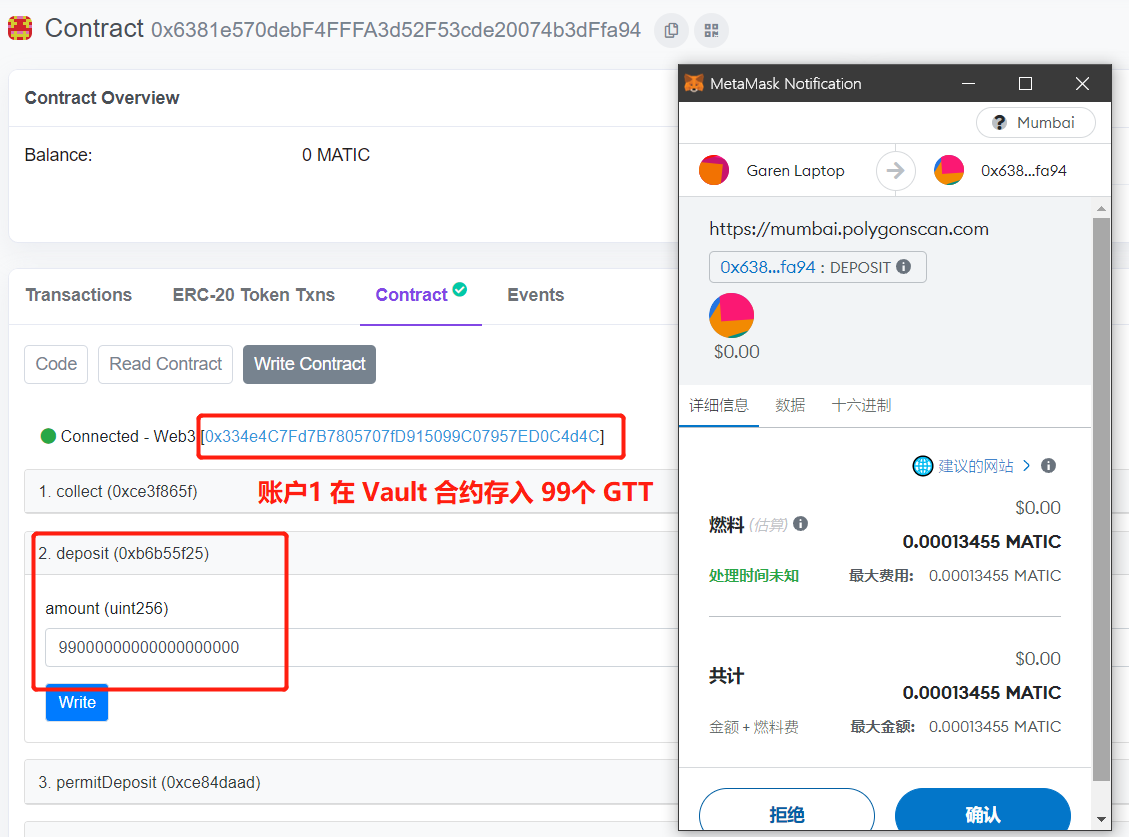 Contract 0x6381e570debF4FFFA3d52F53cde20074b3dFfa94
Contract Overview
Balance:
0 MATIC
Transactions
ERC-20 Token Txns
Contract
Events
Code
Read Contract
Write Contract
Connected - Web3 [0x334e4C7Fd7B7805707fD915099C07957ED0C4d4C]
1. collect (0xce3f865f)
账户1 在 Vault 合约存入 99个 GTT
2. deposit (0xb6b55f25)
amount (uint256)
99000000000000000000
Write
3. permitDeposit (0xce84daad)
MetaMask Notification
? Mumbai
Garen Laptop
0x638...fa94
https://mumbai.polygonscan.com
0x638...fa94 : DEPOSIT
$0.00
详细信息
数据
十六进制
建议的网站
$0.00
燃料 (估算)
0.00013455 MATIC
处理时间未知
最大费用: 0.00013455 MATIC
$0.00
共计
0.00013455 MATIC
金额 + 燃料费
最大金额: 0.00013455 MATIC
拒绝
确认